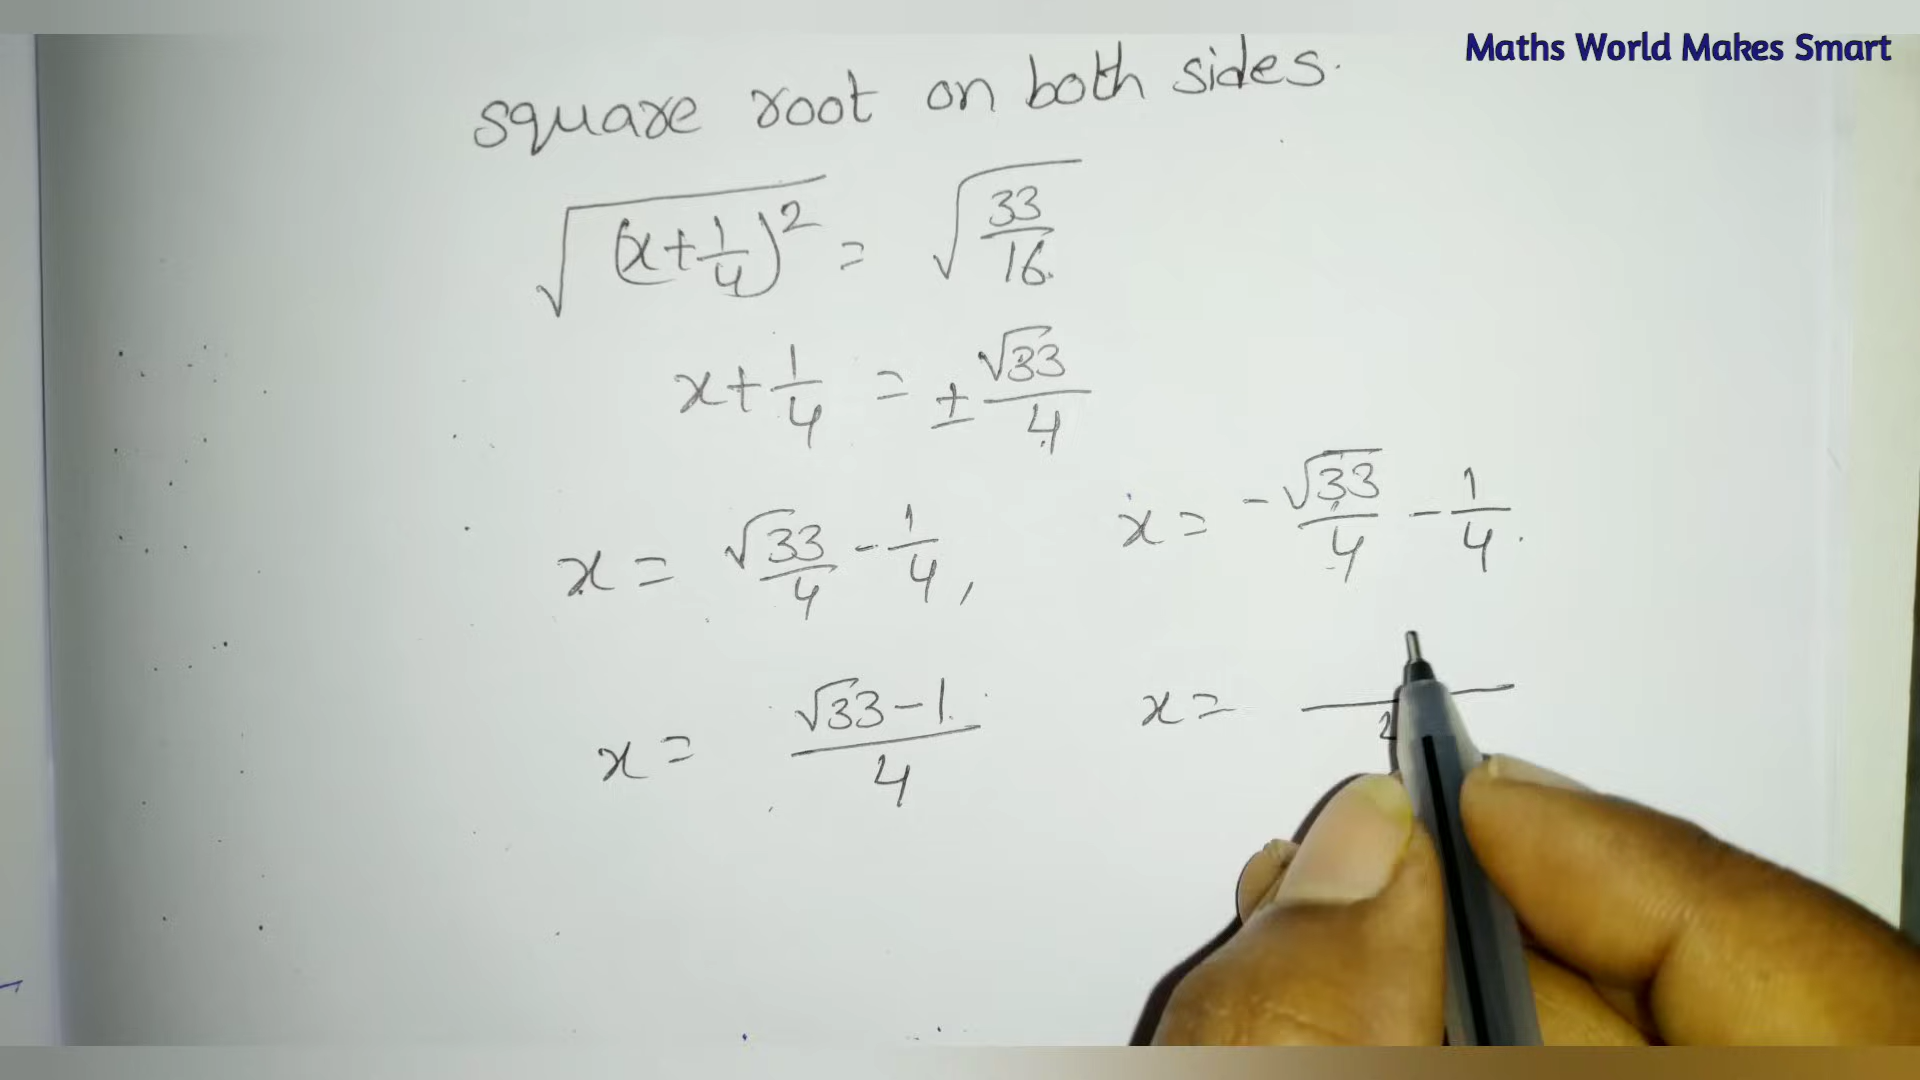 Maths World Makes Smart
square root on both sides.
√(x+1/4)² = √33/16
x+1/4 = ±√33/4
x = √33/4 - 1/4, x = -√33/4 - 1/4
x = √33-1/4 x =